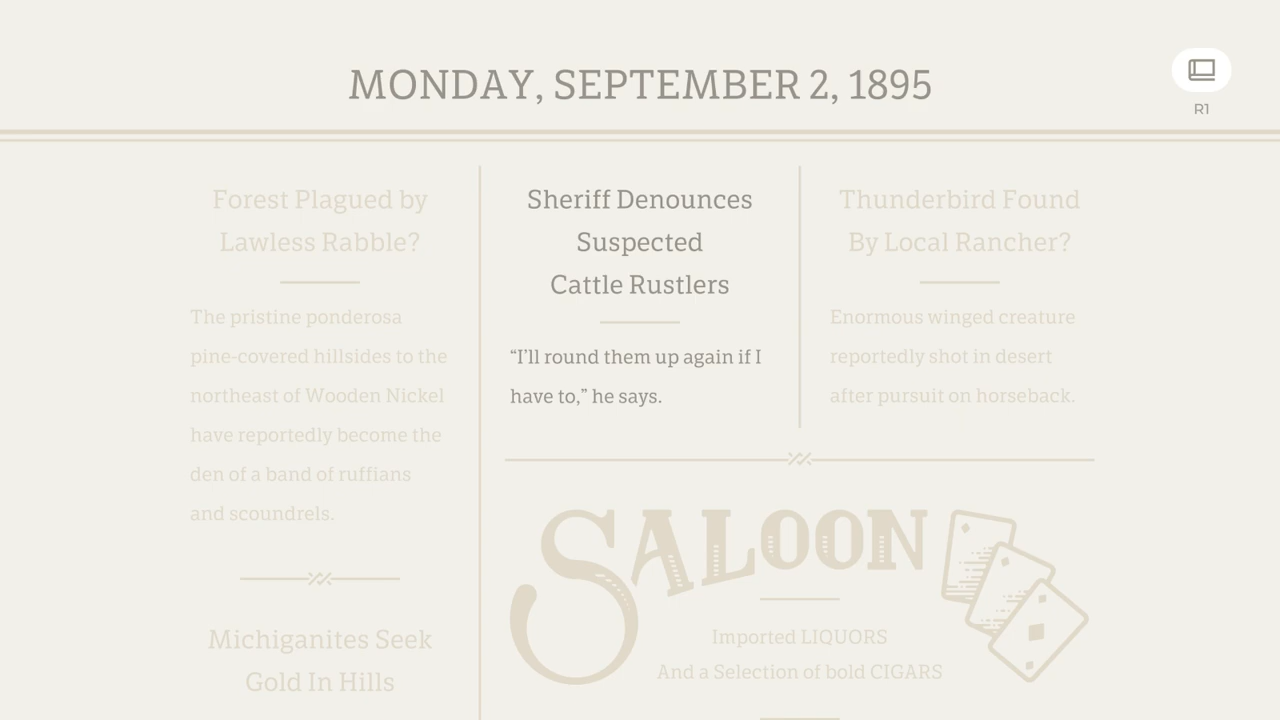 MONDAY, SEPTEMBER 2, 1895
R1
Forest Plagued by
Lawless Rabble?
The pristine ponderosa
pine-covered hillsides to the
northeast of Wooden Nickel
have reportedly become the
den of a band of ruffians
and scoundrels.
Michiganites Seek
Gold In Hills
Sheriff Denounces
Suspected
Cattle Rustlers
“I’ll round them up again if I
have to,” he says.
Thunderbird Found
By Local Rancher?
Enormous winged creature
reportedly shot in desert
after pursuit on horseback.
SALOON
Imported LIQUORS
And a Selection of bold CIGARS